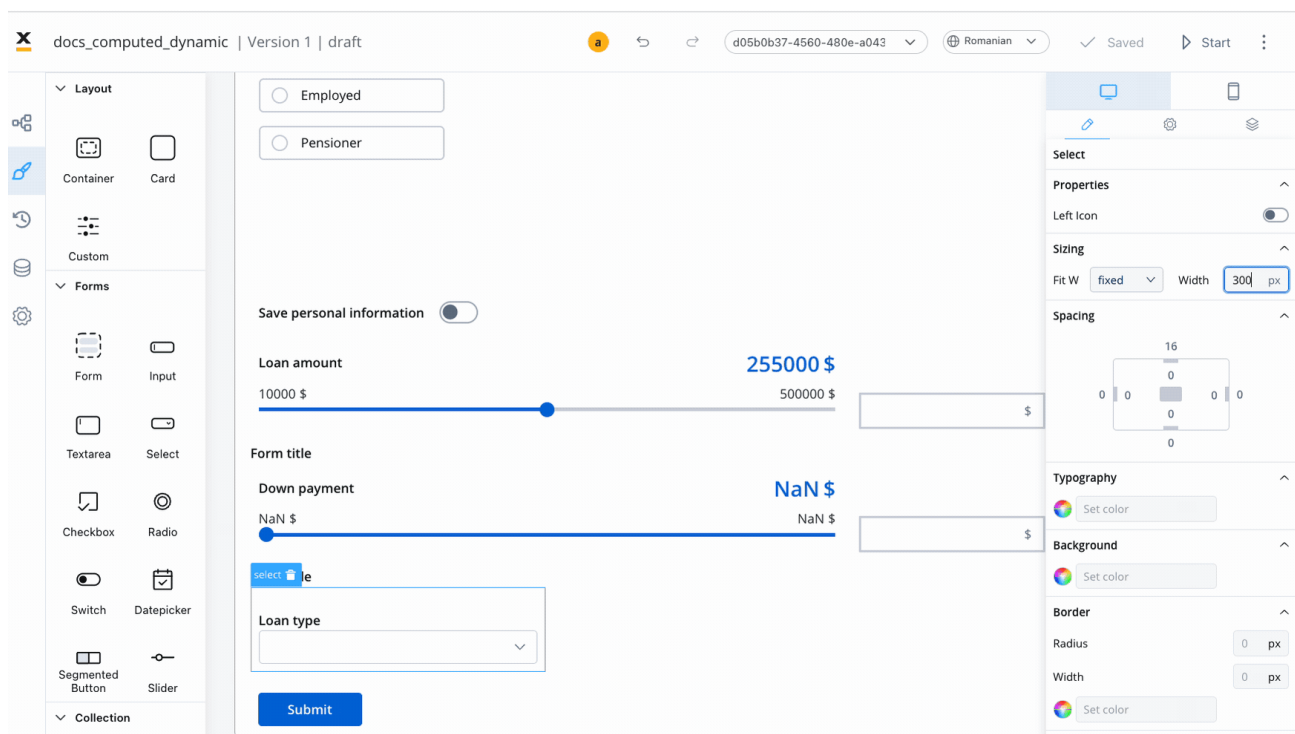 docs_computed_dynamic | Version 1 | draft
a
d05b0b37-4560-480e-a043
Romanian
Saved
Start
Layout
Container
Card
Custom
Forms
Form
Input
Textarea
Select
Checkbox
Radio
Switch
Datepicker
Segmented
Button
Slider
Collection
Employed
Pensioner
Save personal information
Loan amount
255000 $
10000 $
500000 $
$
Form title
Down payment
NaN $
NaN $
NaN $
$
select
le
Loan type
Submit
Select
Properties
Left Icon
Sizing
Fit W
fixed
Width
300
px
Spacing
16
0
0
0
0
0
0
0
Typography
Set color
Background
Set color
Border
Radius
0
px
Width
0
px
Set color